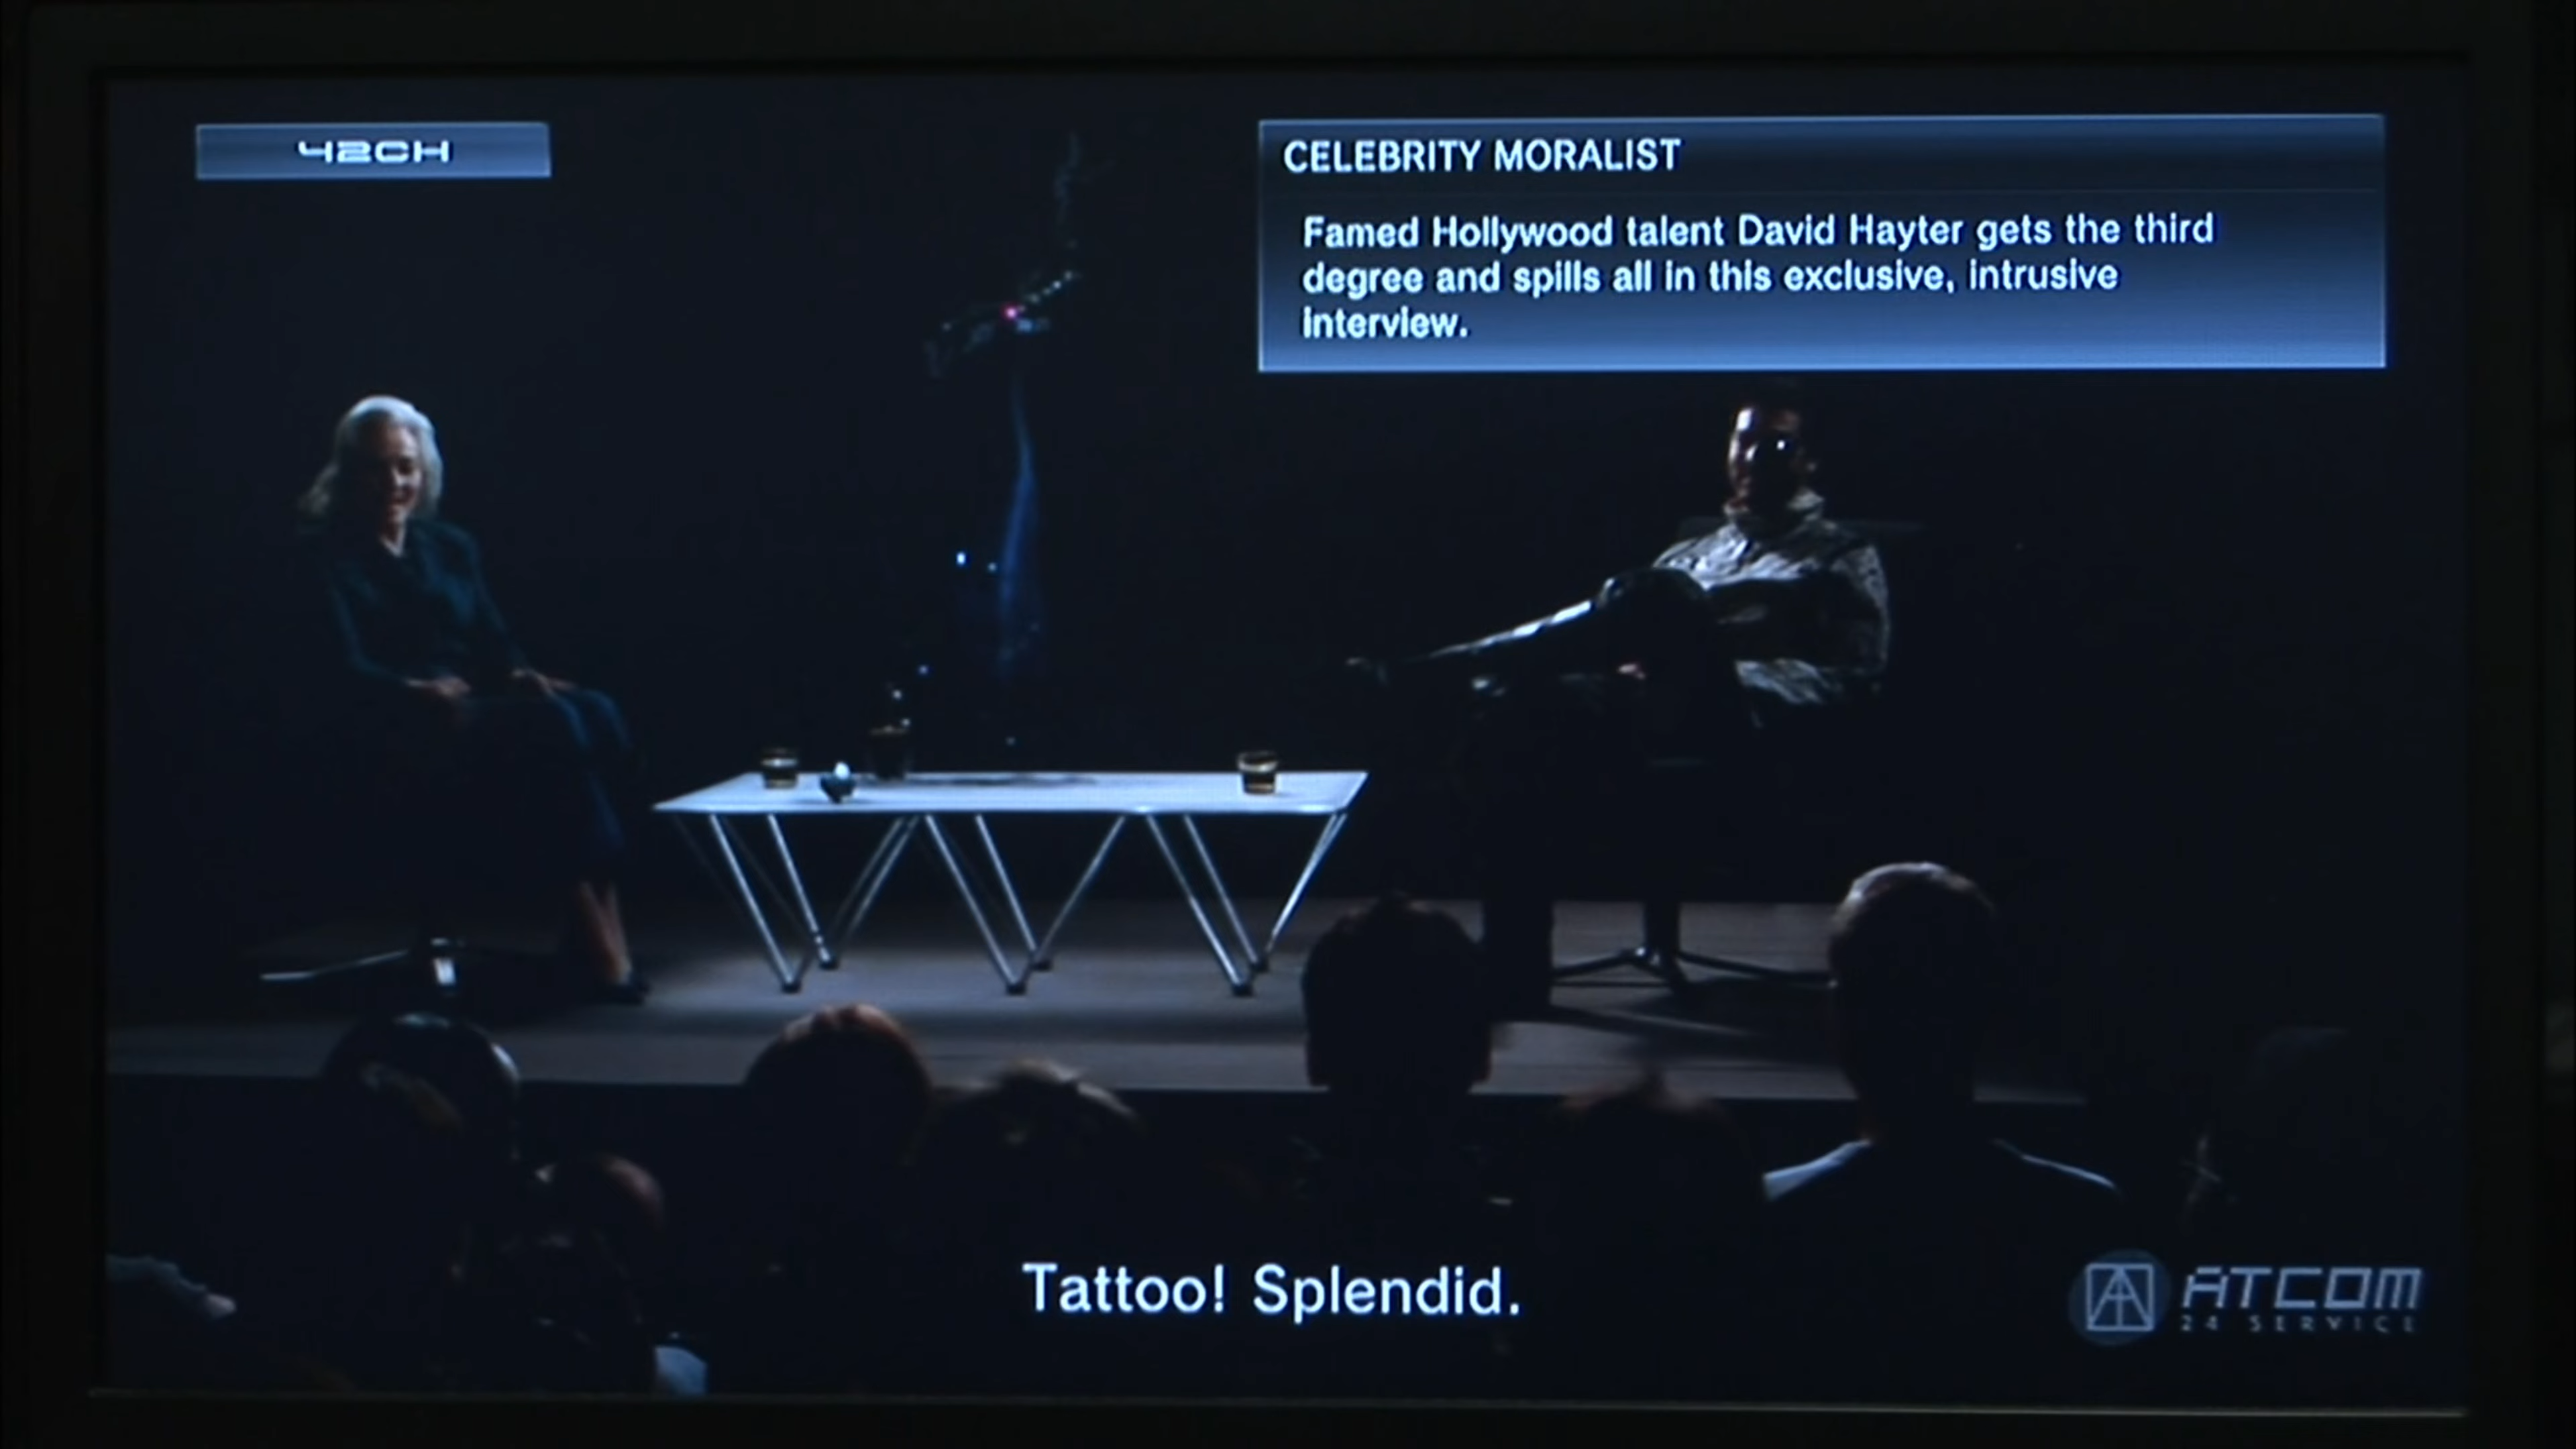 42CH
CELEBRITY MORALIST
Famed Hollywood talent David Hayter gets the third
degree and spills all in this exclusive, intrusive
interview.
Tattoo! Splendid.
ATCOM
24 SERVICE